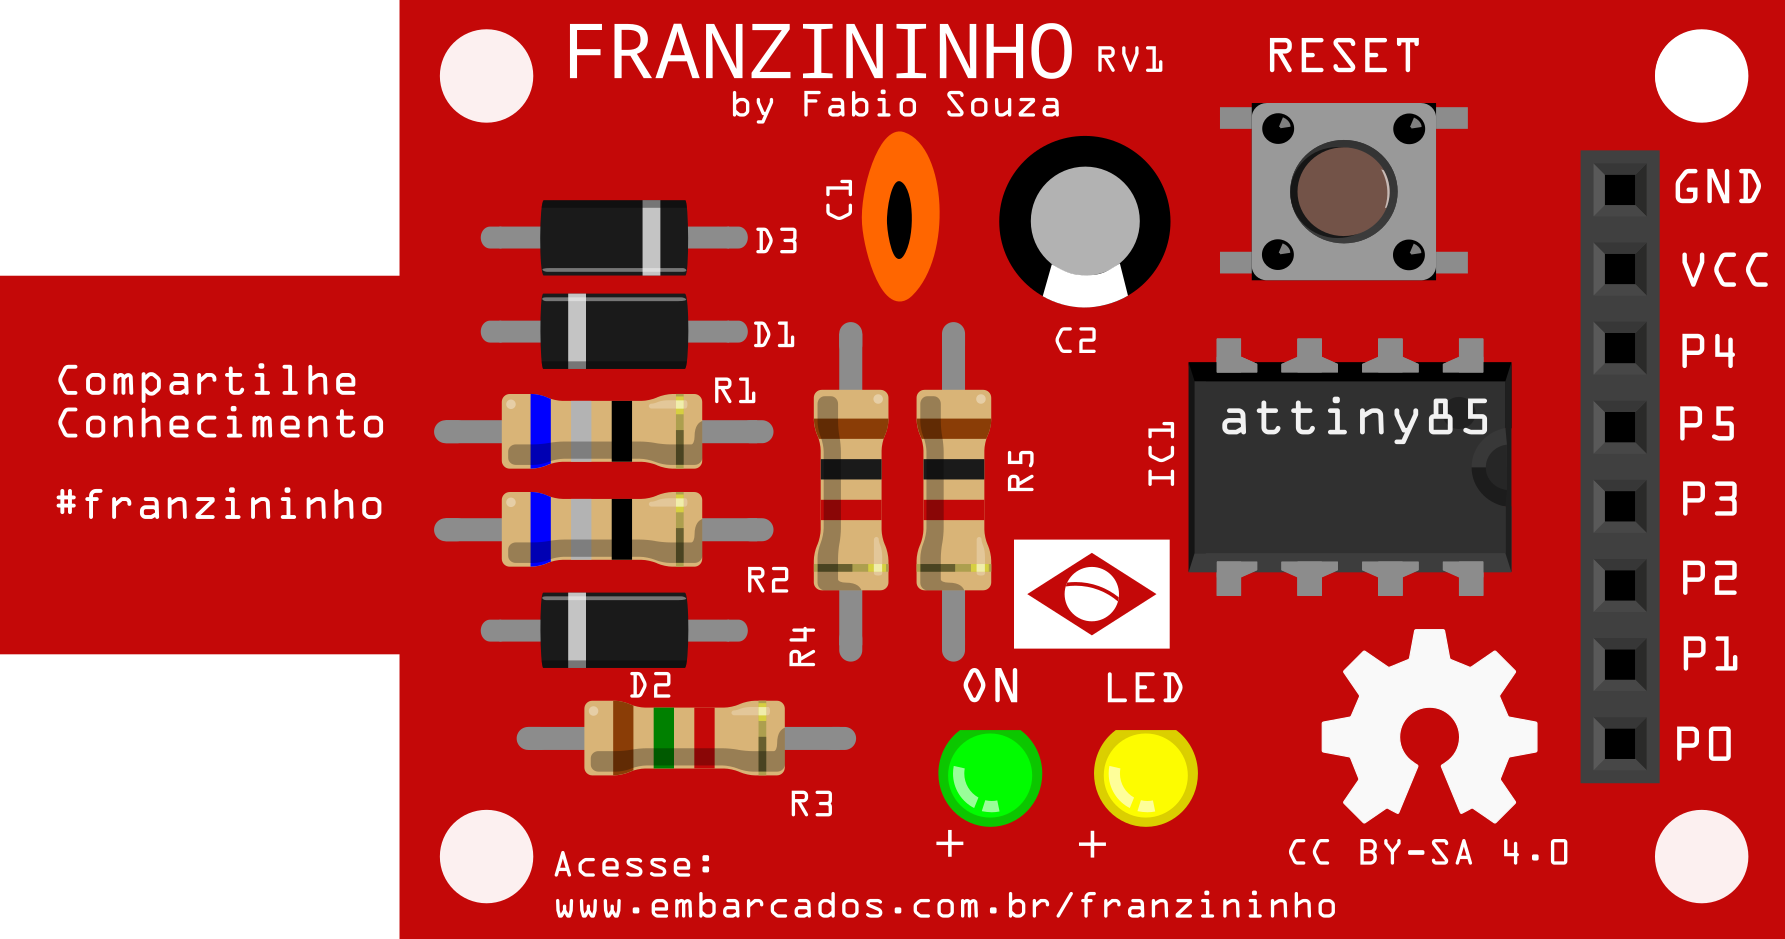 FRANZININHO RV1
by Fabio Souza
RESET
C1
D3
D1
C2
R1
R2
R4
R5
D2
R3
IC1
attiny85
GND
VCC
P4
P5
P3
P2
P1
P0
Compartilhe
Conhecimento
#franzininho
ON
LED
+
+
CC BY-SA 4.0
Acesse:
www.embarcados.com.br/franzininho